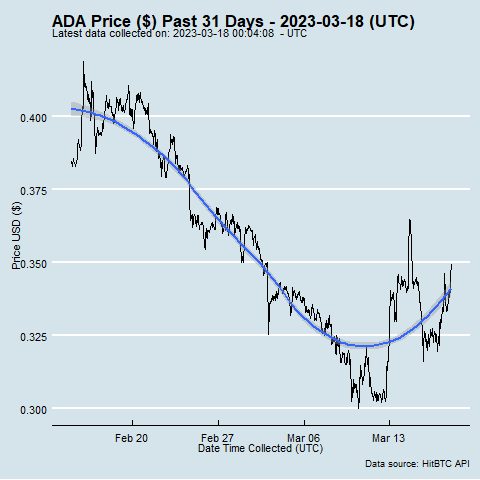 ADA Price ($) Past 31 Days - 2023-03-18 (UTC)
Latest data collected on: 2023-03-18 00:04:08 - UTC
0.400
0.375
0.350
0.325
0.300
Price USD ($)
Feb 20
Feb 27
Mar 06
Mar 13
Date Time Collected (UTC)
Data source: HitBTC API